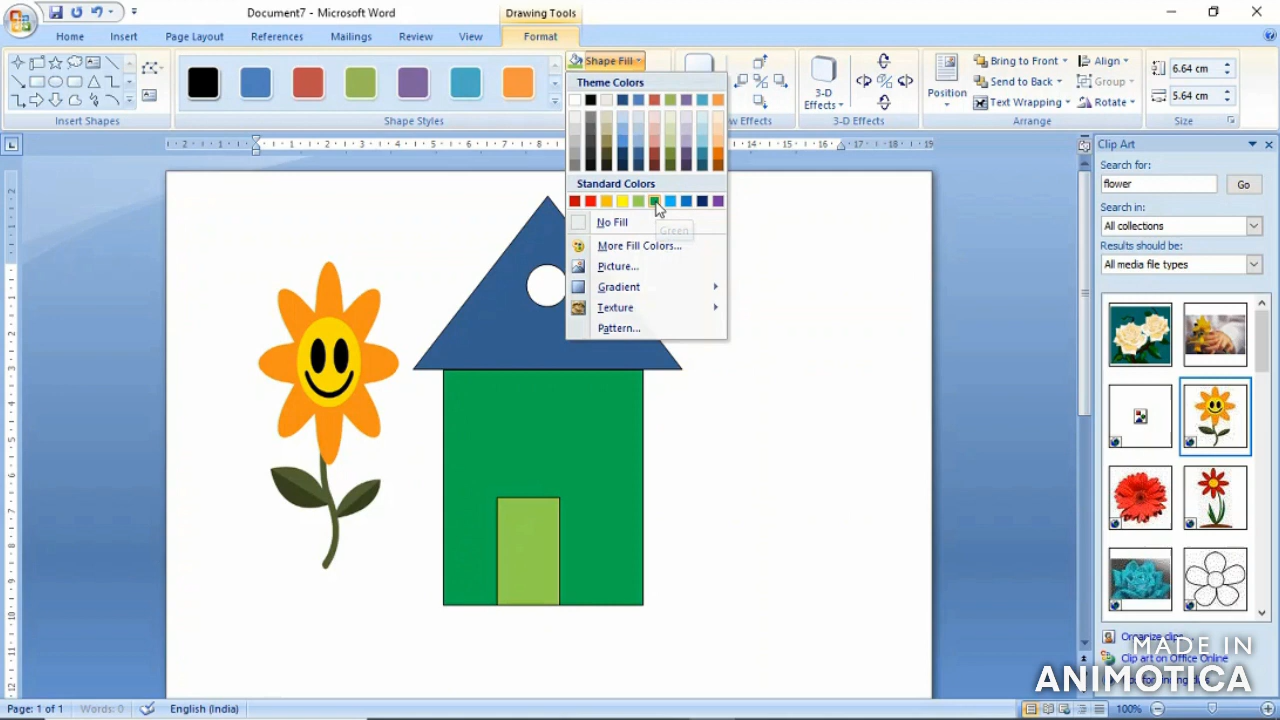 Document7 - Microsoft Word
Drawing Tools
Home Insert Page Layout References Mailings Review View Format
Shape Fill
Theme Colors
Standard Colors
Green
No Fill
More Fill Colors...
Picture...
Gradient
Texture
Pattern...
Insert Shapes
Shape Styles
3-D
Effects
3-D Effects
Position
Bring to Front
Send to Back
Text Wrapping
Align
Group
Rotate
Arrange
6.64 cm
5.64 cm
Size
Clip Art
Search for:
flower
Go
Search in:
All collections
Results should be:
All media file types
Organize clips...
Clip art on Office Online
MADE IN
ANIMOTICA
Page: 1 of 1
Words: 0
English (India)
100%